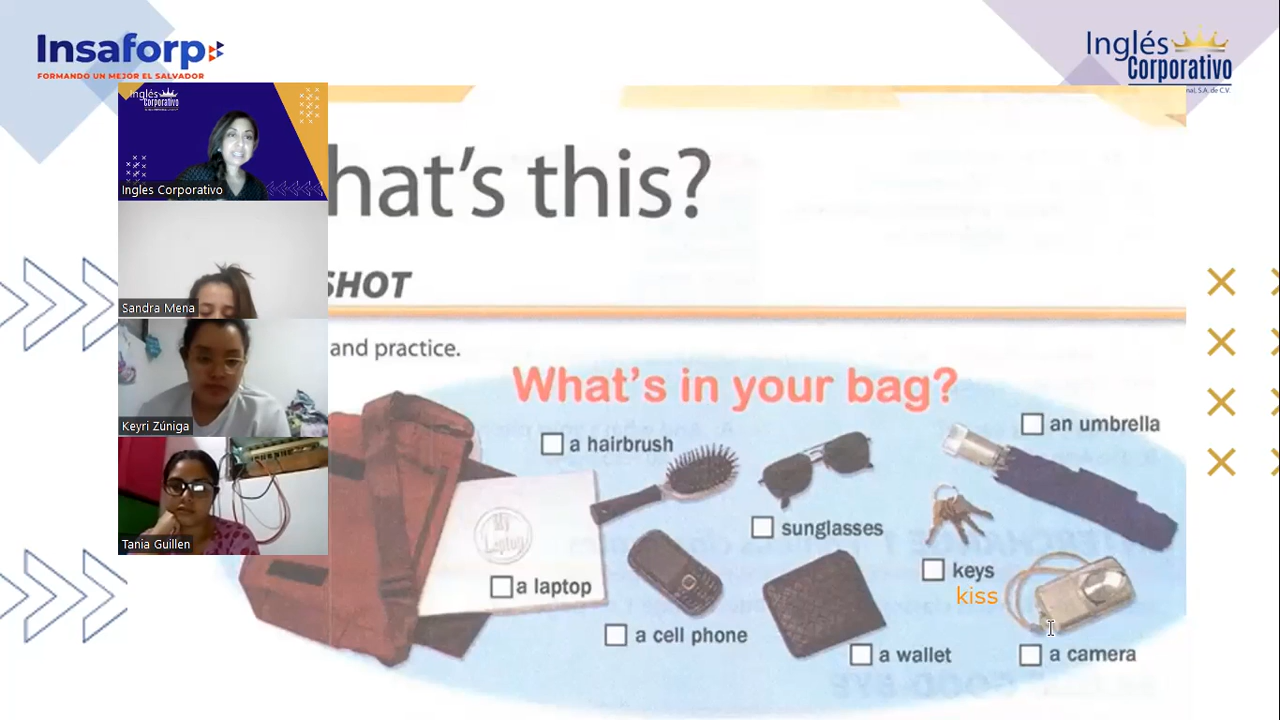 Insaforp
FORMANDO UN MEJOR EL SALVADOR
Inglés
Corporativo
nal, S.A. de C.V.
Inglés
Corporativo
Ingles Corporativo
hat's this?
Sandra Mena
SHOT
and practice.
What's in your bag?
Keyri Zúniga
an umbrella
a hairbrush
My
Laptop
sunglasses
Tania Guillen
keys
a laptop
kiss
a cell phone
a wallet
a camera